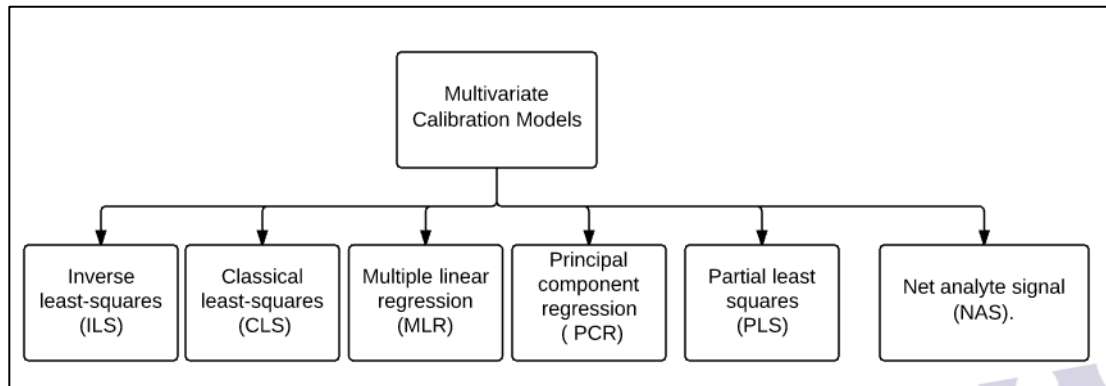 Multivariate
Calibration Models
Inverse
least-squares
(ILS)
Classical
least-squares
(CLS)
Multiple linear
regression
(MLR)
Principal
component
regression
( PCR)
Partial least
squares
(PLS)
Net analyte signal
(NAS).